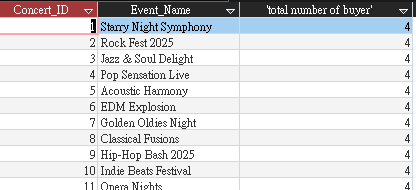 Concert_ID Event_Name 'total number of buyer'
1 Starry Night Symphony 4
2 Rock Fest 2025 4
3 Jazz & Soul Delight 4
4 Pop Sensation Live 4
5 Acoustic Harmony 4
6 EDM Explosion 4
7 Golden Oldies Night 4
8 Classical Fusions 4
9 Hip-Hop Bash 2025 4
10 Indie Beats Festival 4
11 Opera Nights 4